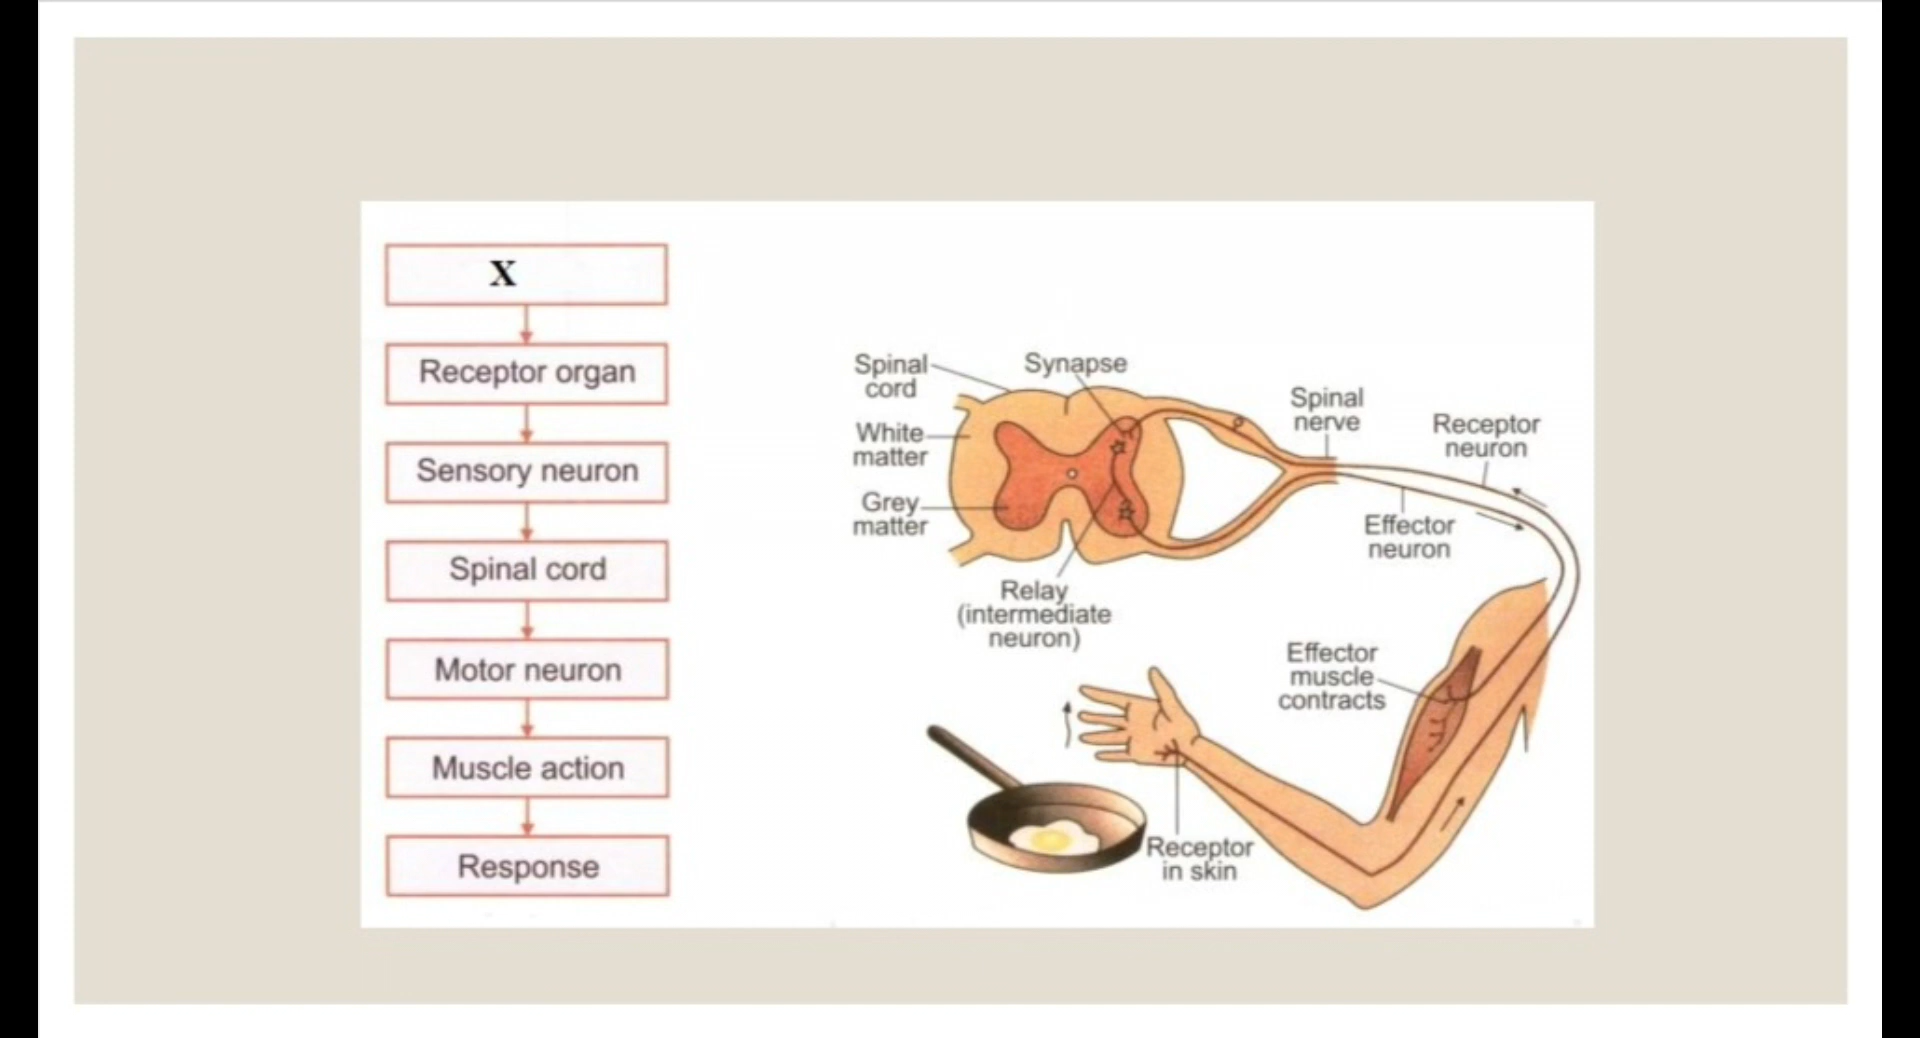 X
Receptor organ
Sensory neuron
Spinal cord
Motor neuron
Muscle action
Response
Spinal
cord
Synapse
White
matter
Grey
matter
Relay
(intermediate
neuron)
Spinal
nerve
Receptor
neuron
Effector
neuron
Effector
muscle
contracts
Receptor
in skin